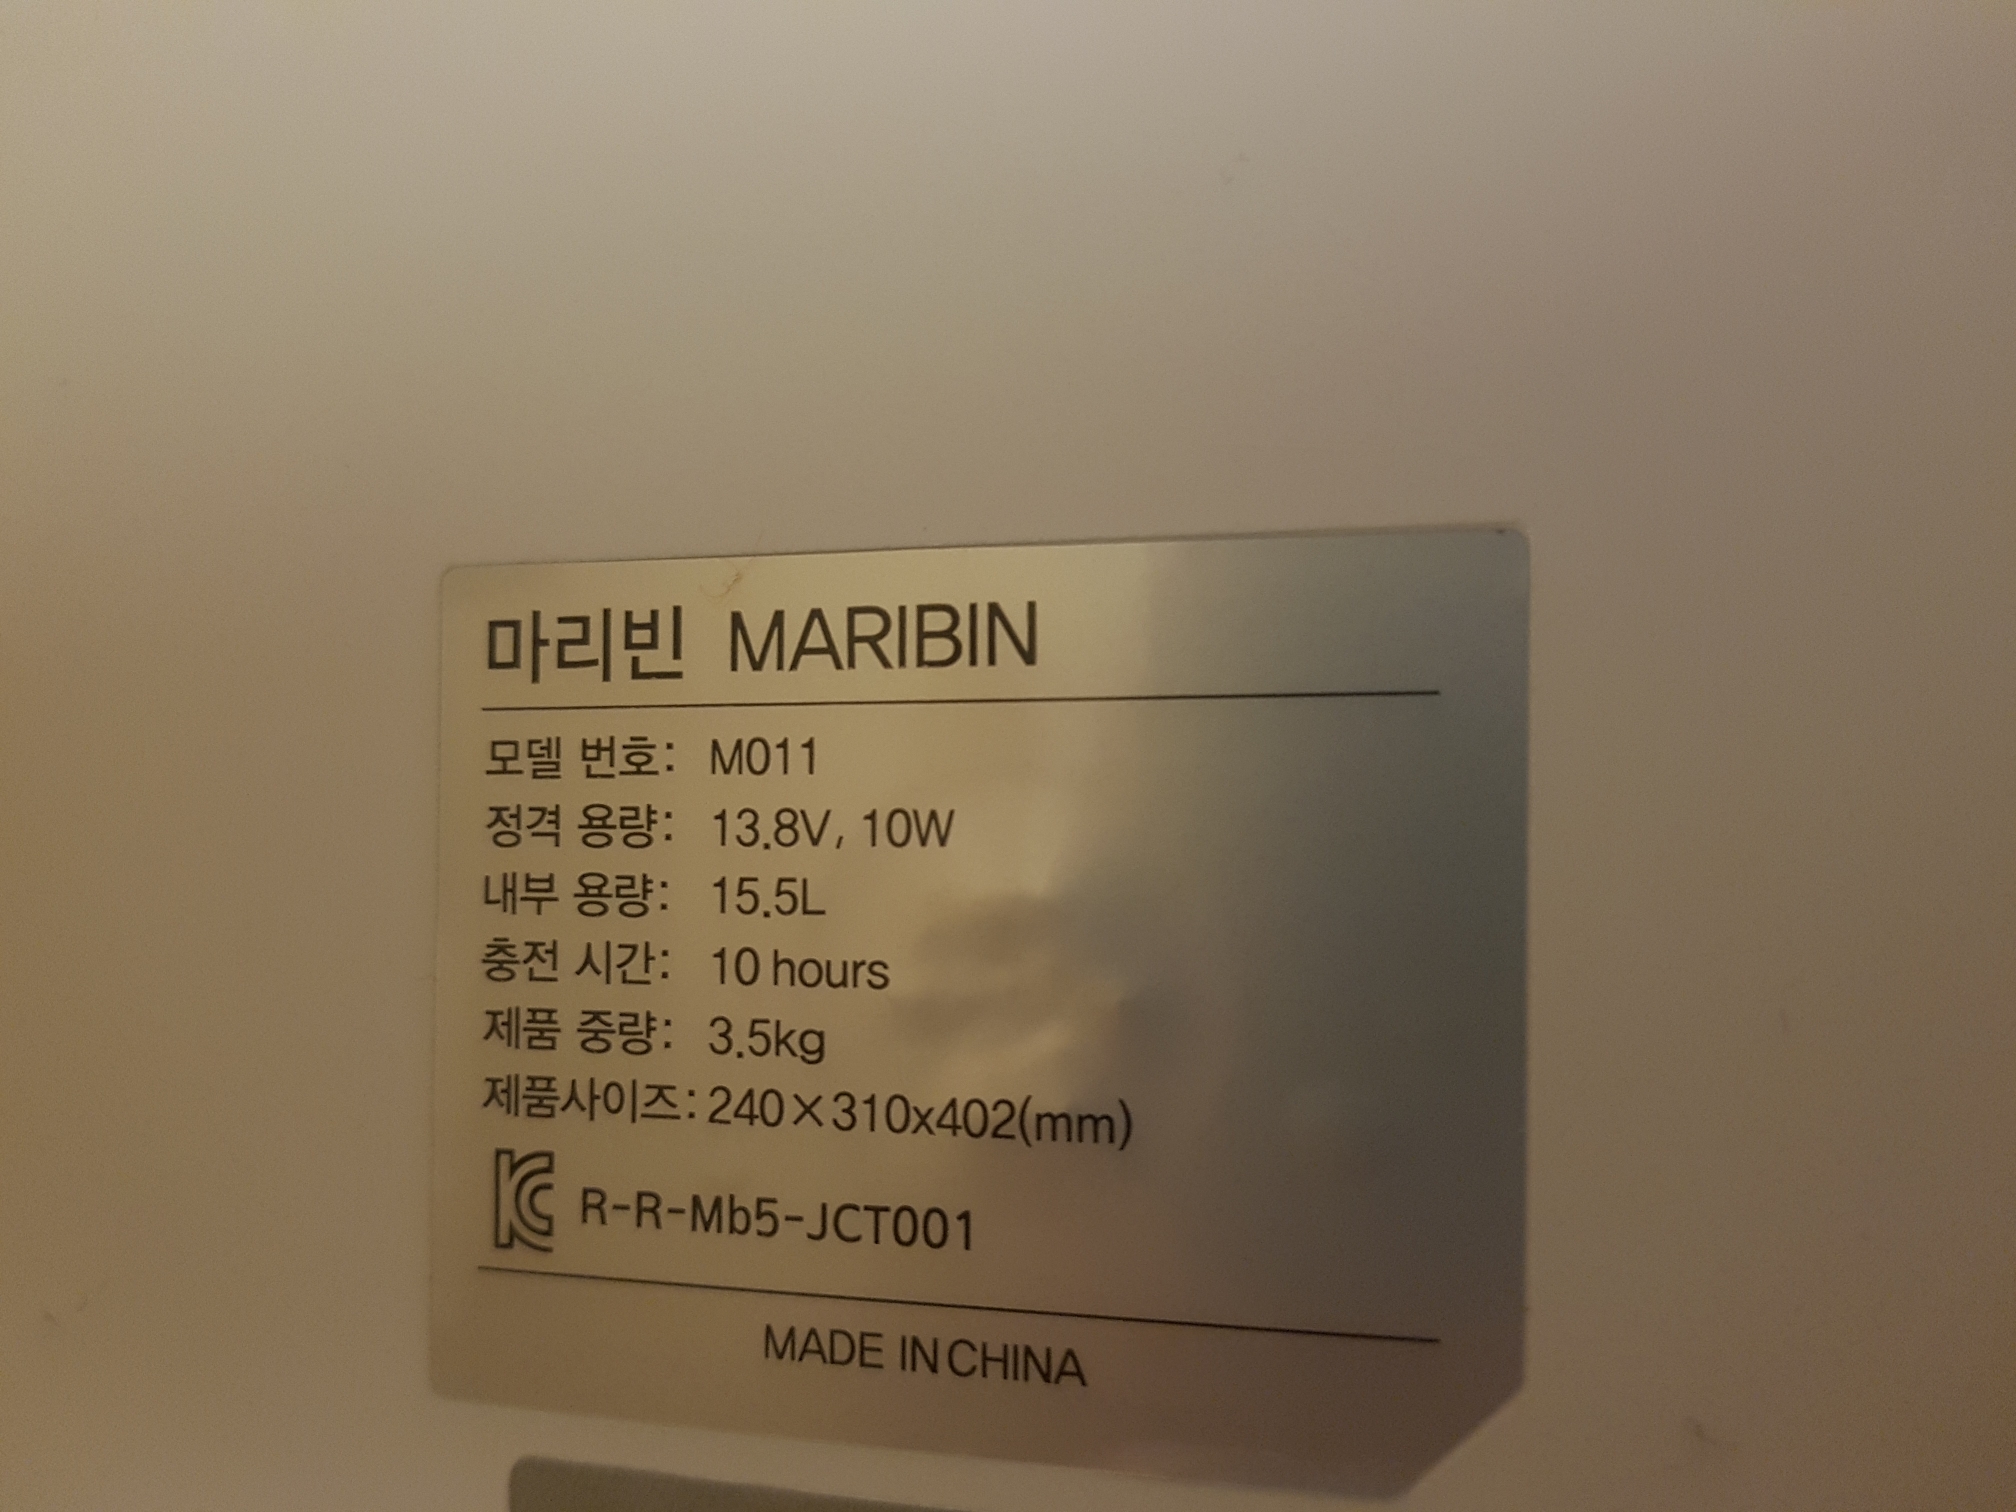 마리빈 MARIBIN
모델 번호: M011
정격 용량: 13.8V, 10W
내부 용량: 15.5L
충전 시간: 10 hours
제품 중량: 3.5kg
제품사이즈: 240×310x402(mm)
KC R-R-Mb5-JCT001
MADE IN CHINA